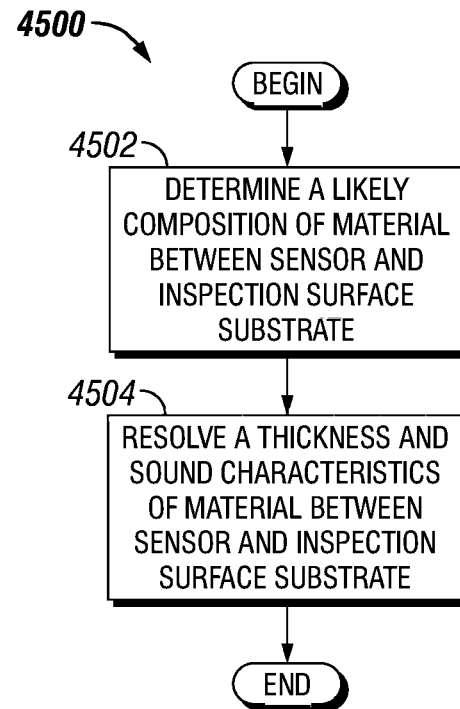 4500
BEGIN
4502
DETERMINE A LIKELY
COMPOSITION OF MATERIAL
BETWEEN SENSOR AND
INSPECTION SURFACE
SUBSTRATE
4504
RESOLVE A THICKNESS AND
SOUND CHARACTERISTICS
OF MATERIAL BETWEEN
SENSOR AND INSPECTION
SURFACE SUBSTRATE
END